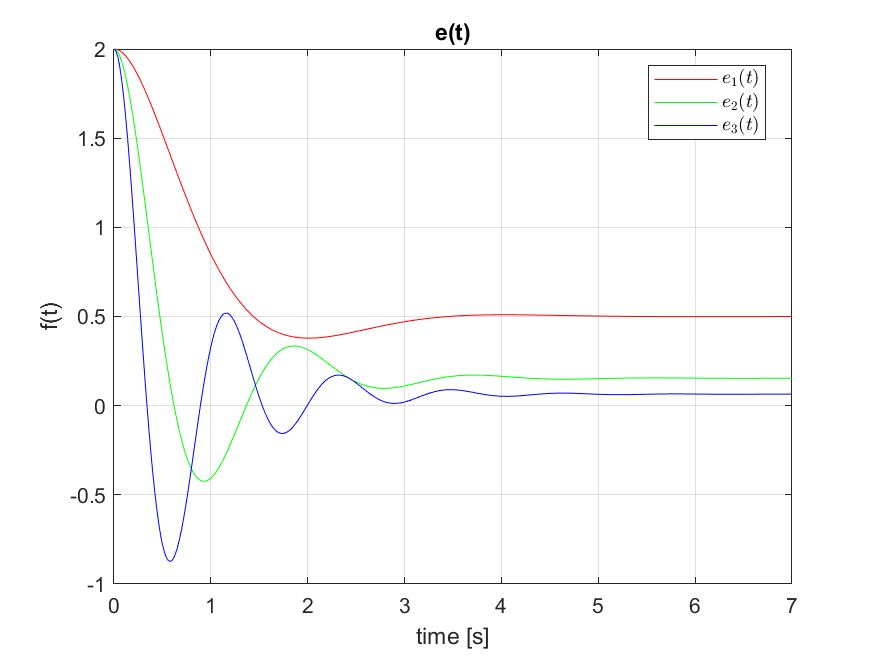 e(t)
e₁(t)
e₂(t)
e₃(t)
2
1.5
1
0.5
0
-0.5
-1
f(t)
0 1 2 3 4 5 6 7
time [s]